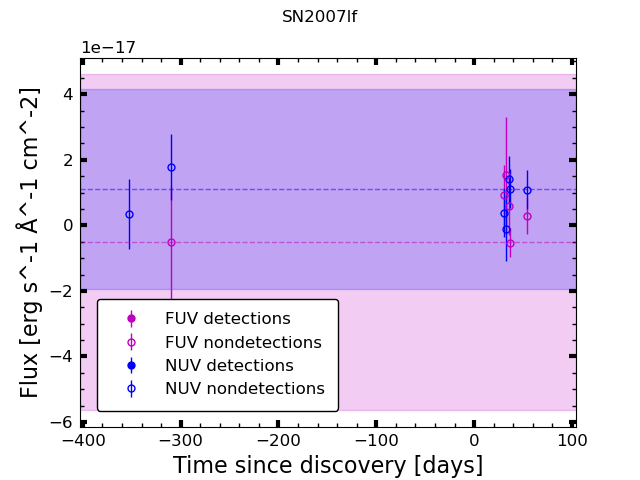 SN2007lf
1e−17
4
2
0
−2
−4
−6
Flux [erg s^-1 Å^-1 cm^-2]
FUV detections
FUV nondetections
NUV detections
NUV nondetections
−400 −300 −200 −100 0 100
Time since discovery [days]